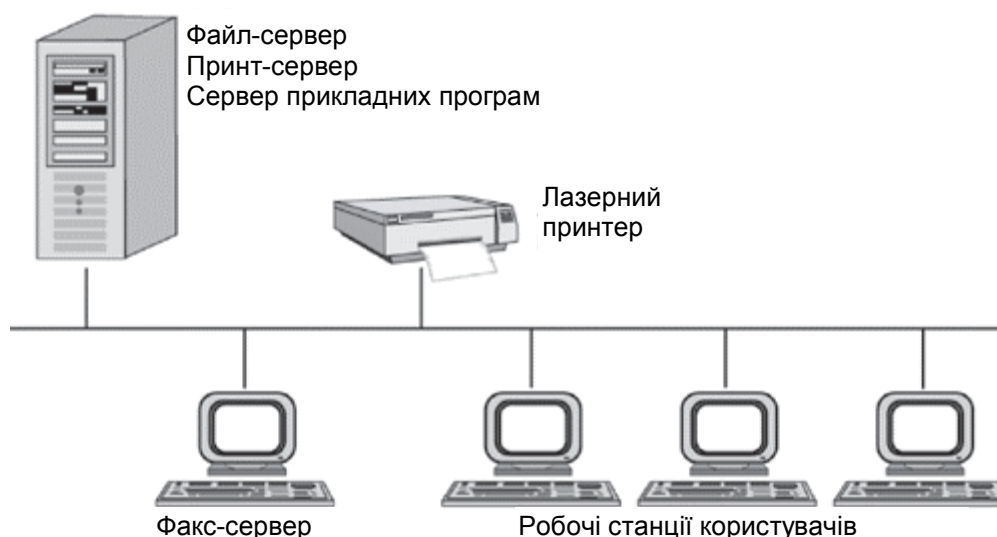 Файл-сервер
Принт-сервер
Сервер прикладних програм
Лазерний
принтер
Факс-сервер
Робочі станції користувачів